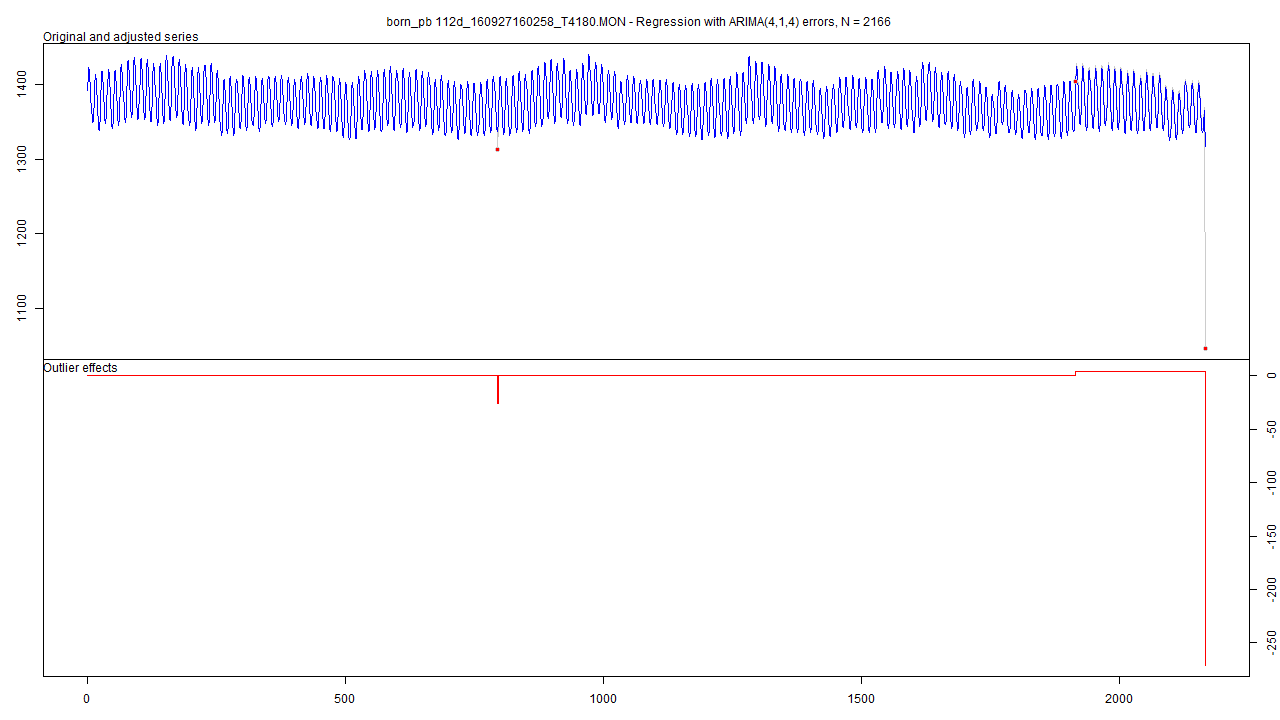 born_pb 112d_160927160258_T4180.MON - Regression with ARIMA(4,1,4) errors, N = 2166
Original and adjusted series
1400
1300
1200
1100
Outlier effects
0
-50
-100
-150
-200
-250
0 500 1000 1500 2000